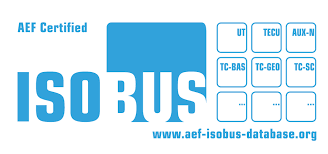 AEF Certified
UT TECU AUX-N
TC-BAS TC-GEO TC-SC
... ... ...
ISOBUS
www.aef-isobus-database.org